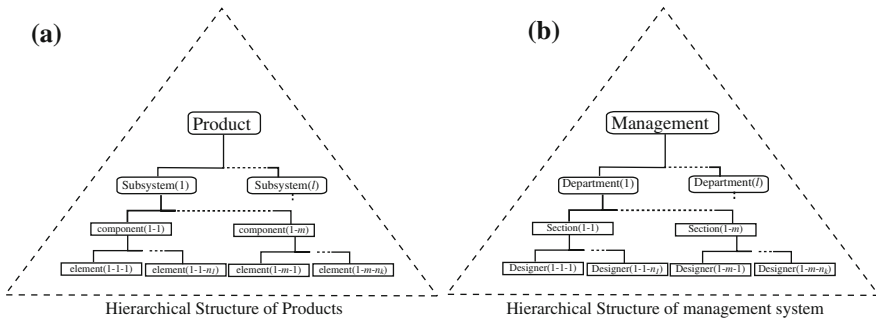 (a)
Product
Subsystem(1) Subsystem(l)
component(1-1) component(1-m)
element(1-1-1) element(1-1-n₁) element(1-m-1) element(1-m-nₖ)
Hierarchical Structure of Products
(b)
Management
Department(1) Department(l)
Section(1-1) Section(1-m)
Designer(1-1-1) Designer(1-1-n₁) Designer(1-m-1) Designer(1-m-nₖ)
Hierarchical Structure of management system